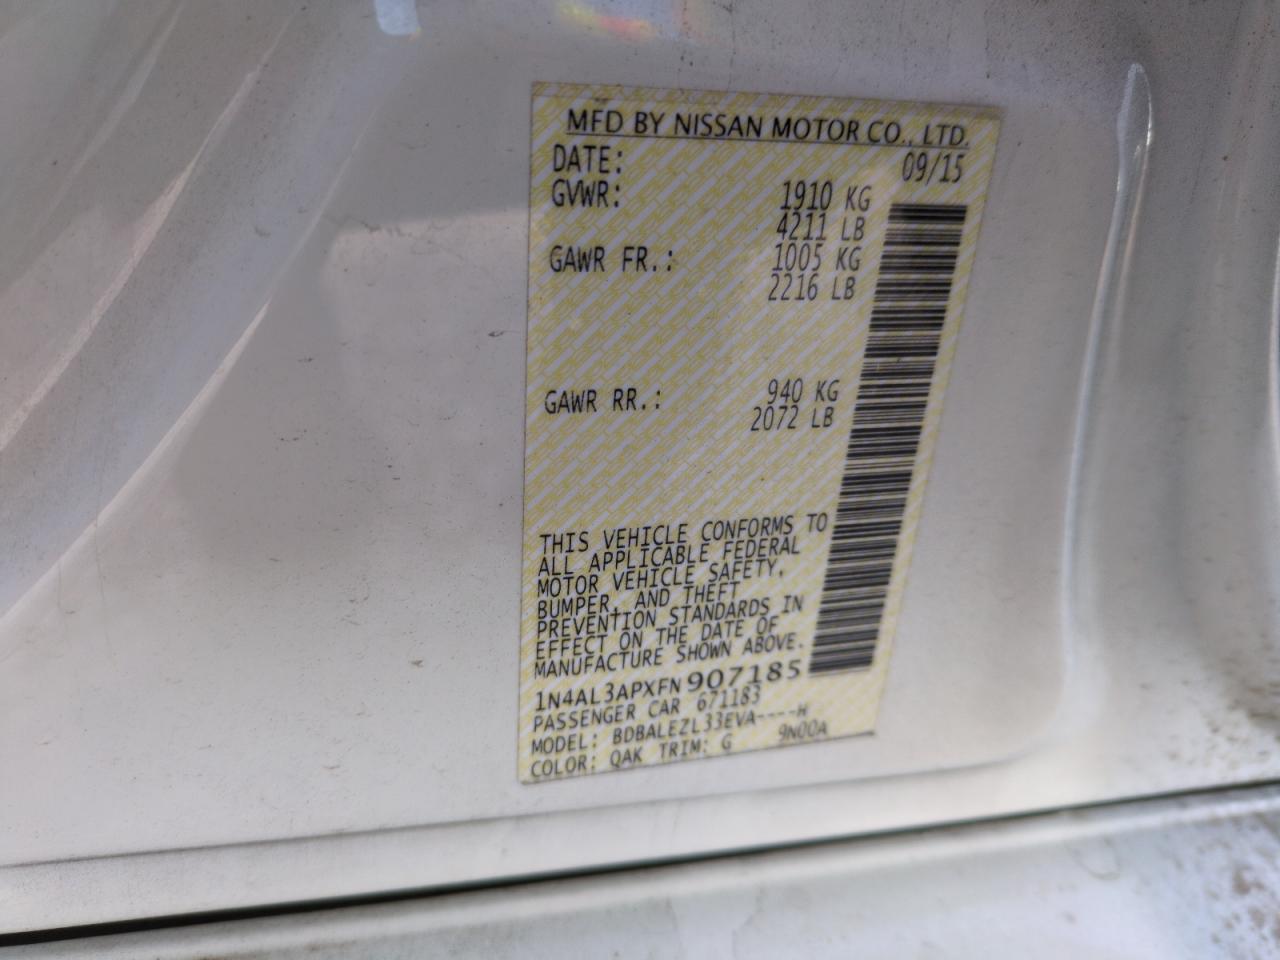 MFD BY NISSAN MOTOR CO., LTD.
DATE: 09/15
GVWR: 1910 KG
4211 LB
GAWR FR.: 1005 KG
2216 LB
GAWR RR.: 940 KG
2072 LB
THIS VEHICLE CONFORMS TO
ALL APPLICABLE FEDERAL
MOTOR VEHICLE SAFETY,
BUMPER, AND THEFT
PREVENTION STANDARDS IN
EFFECT ON THE DATE OF
MANUFACTURE SHOWN ABOVE.
1N4AL3APXFN907185
PASSENGER CAR 671183
MODEL: BDBALEZL33EVA----H
COLOR: QAK TRIM: G 9N00A